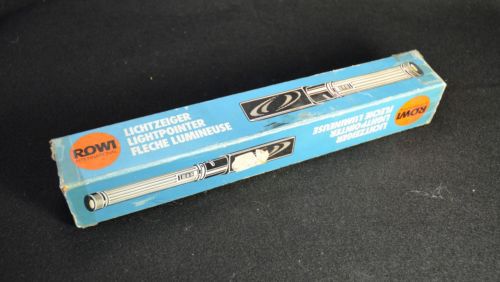 ROWI
LICHTZEIGER
LIGHTPOINTER
FLECHE LUMINEUSE
LICHTZEIGER
LIGHTPOINTER
FLECHE LUMINEUSE
ROWI